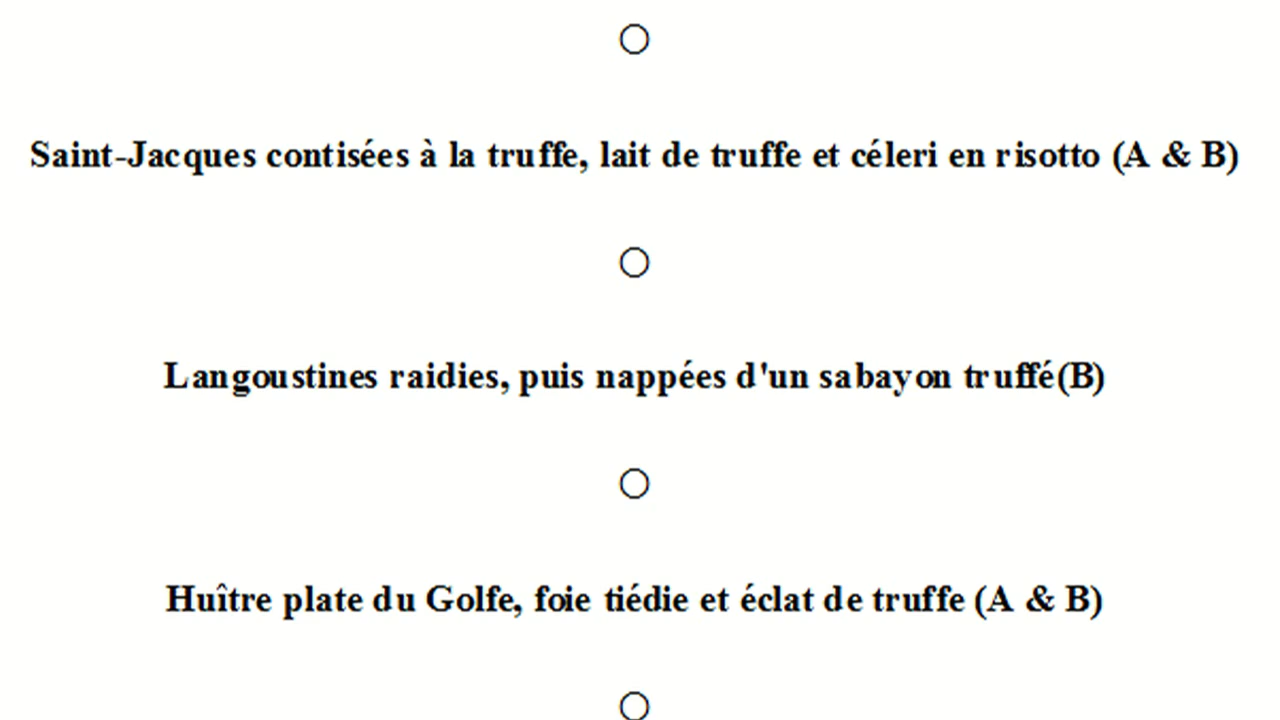 Saint-Jacques contisées à la truffe, lait de truffe et céleri en risotto (A & B)
Langoustines raidies, puis nappées d'un sabayon truffé(B)
Huître plate du Golfe, foie tiédie et éclat de truffe (A & B)